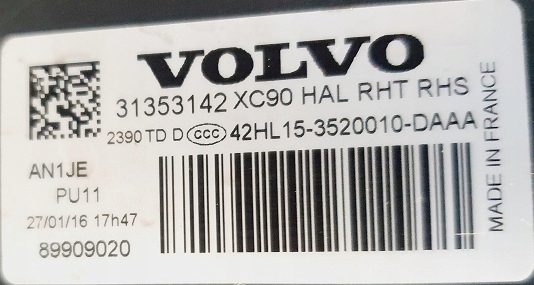 VOLVO
31353142 XC90 HAL RHT RHS
2390 TD D CCC 42HL15-3520010-DAAA
AN1JE
PU11
27/01/16 17h47
89909020
MADE IN FRANCE